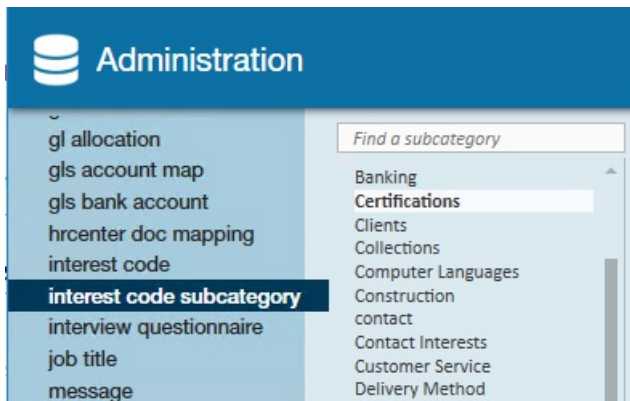 Administration
gl allocation
gls account map
gls bank account
hrcenter doc mapping
interest code
interest code subcategory
interview questionnaire
job title
message
Find a subcategory
Banking
Certifications
Clients
Collections
Computer Languages
Construction
contact
Contact Interests
Customer Service
Delivery Method